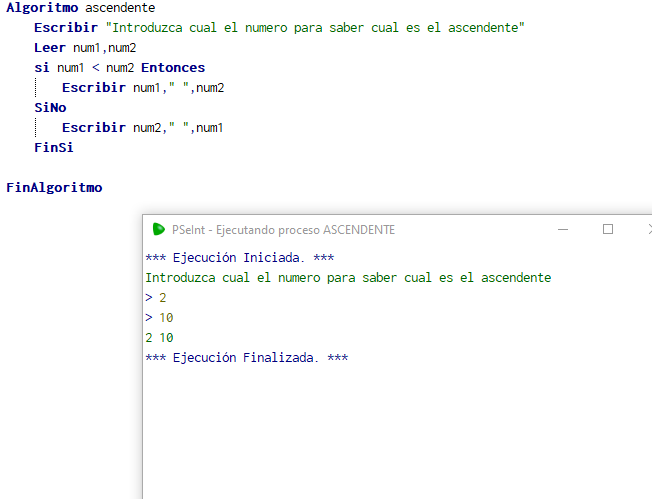 Algoritmo ascendente
Escribir "Introduzca cual el numero para saber cual es el ascendente"
Leer num1,num2
si num1 < num2 Entonces
Escribir num1," ",num2
SiNo
Escribir num2," ",num1
FinSi
FinAlgoritmo
PSeInt - Ejecutando proceso ASCENDENTE
*** Ejecución Iniciada. ***
Introduzca cual el numero para saber cual es el ascendente
> 2
> 10
2 10
*** Ejecución Finalizada. ***